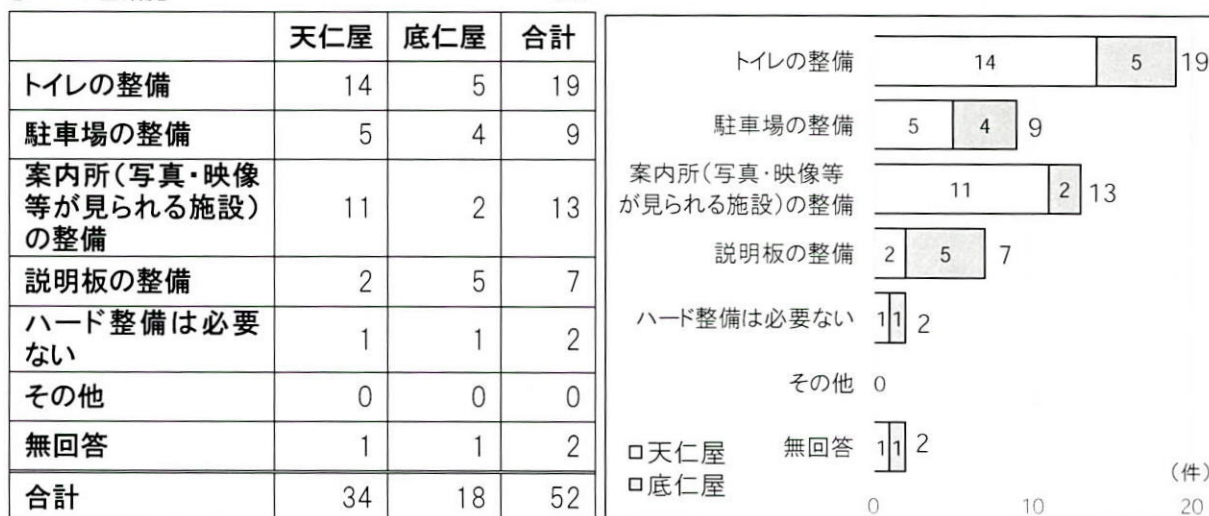 天仁屋 底仁屋 合計
トイレの整備 14 5 19
駐車場の整備 5 4 9
案内所(写真・映像
等が見られる施設)
の整備 11 2 13
説明板の整備 2 5 7
ハード整備は必要
ない 1 1 2
その他 0 0 0
無回答 1 1 2
合計 34 18 52
トイレの整備 14 5 19
駐車場の整備 5 4 9
案内所(写真・映像等
が見られる施設)の整備 11 2 13
説明板の整備 2 5 7
ハード整備は必要ない 1 1 2
その他 0
無回答 1 1 2
□天仁屋
□底仁屋
(件)
0 10 20